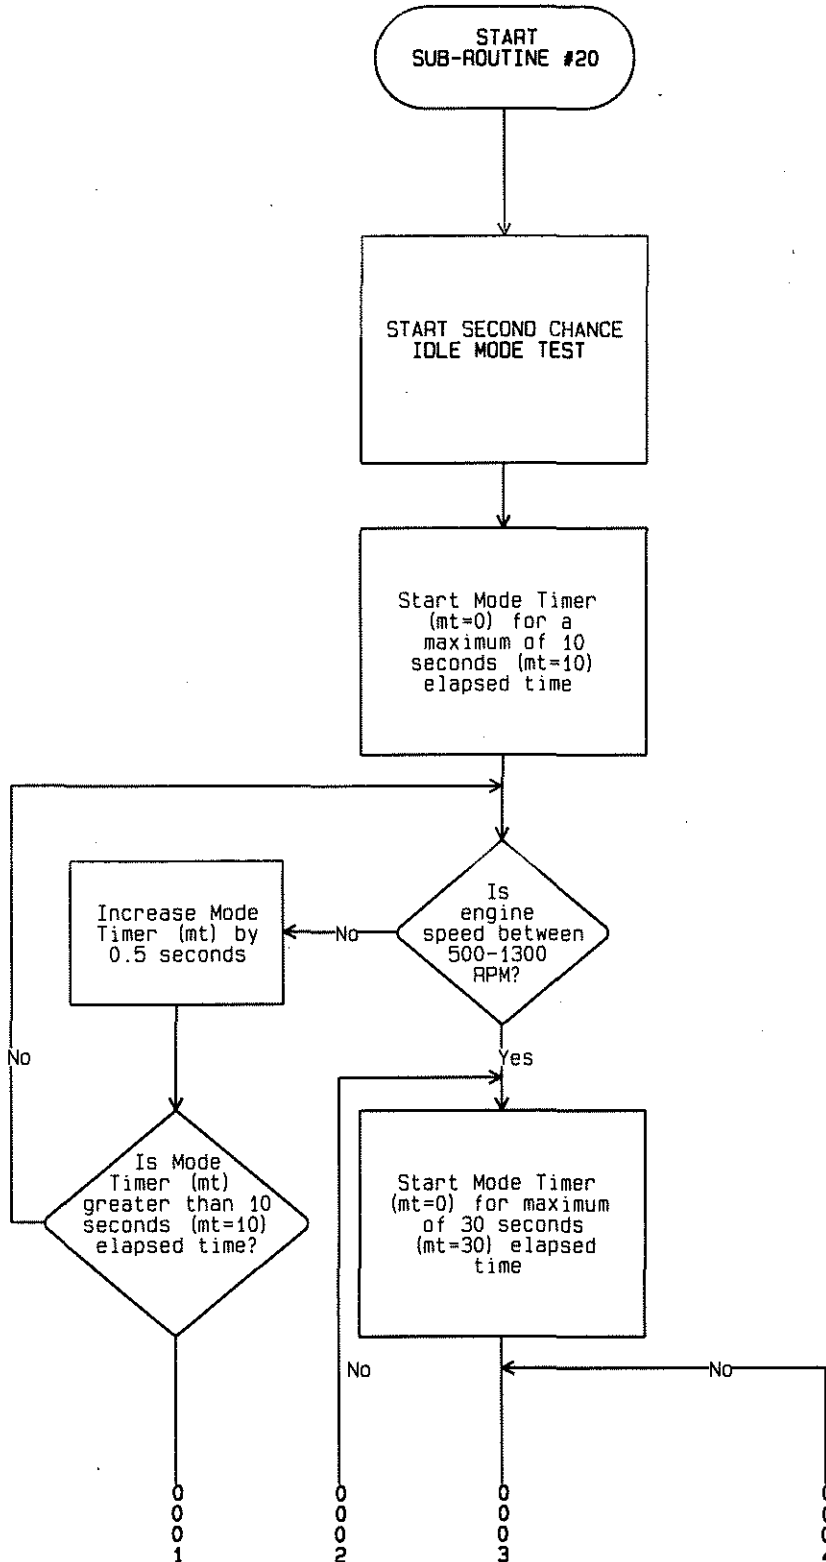 START
SUB-ROUTINE #20
START SECOND CHANCE
IDLE MODE TEST
Start Mode Timer
(mt=0) for a
maximum of 10
seconds (mt=10)
elapsed time
Is
engine
speed between
500-1300
RPM?
No
Increase Mode
Timer (mt) by
0.5 seconds
No
Yes
Is Mode
Timer (mt)
greater than 10
seconds (mt=10)
elapsed time?
Start Mode Timer
(mt=0) for maximum
of 30 seconds
(mt=30) elapsed
time
No
No
0001
0002
0003